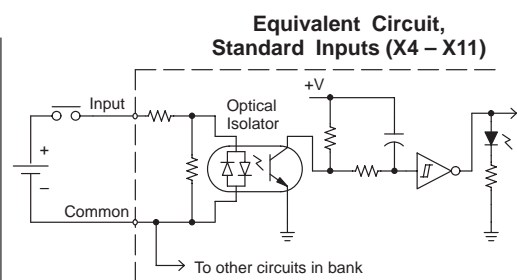 Equivalent Circuit,
Standard Inputs (X4 – X11)
+V
Input
Optical
Isolator
+
–
Common
To other circuits in bank